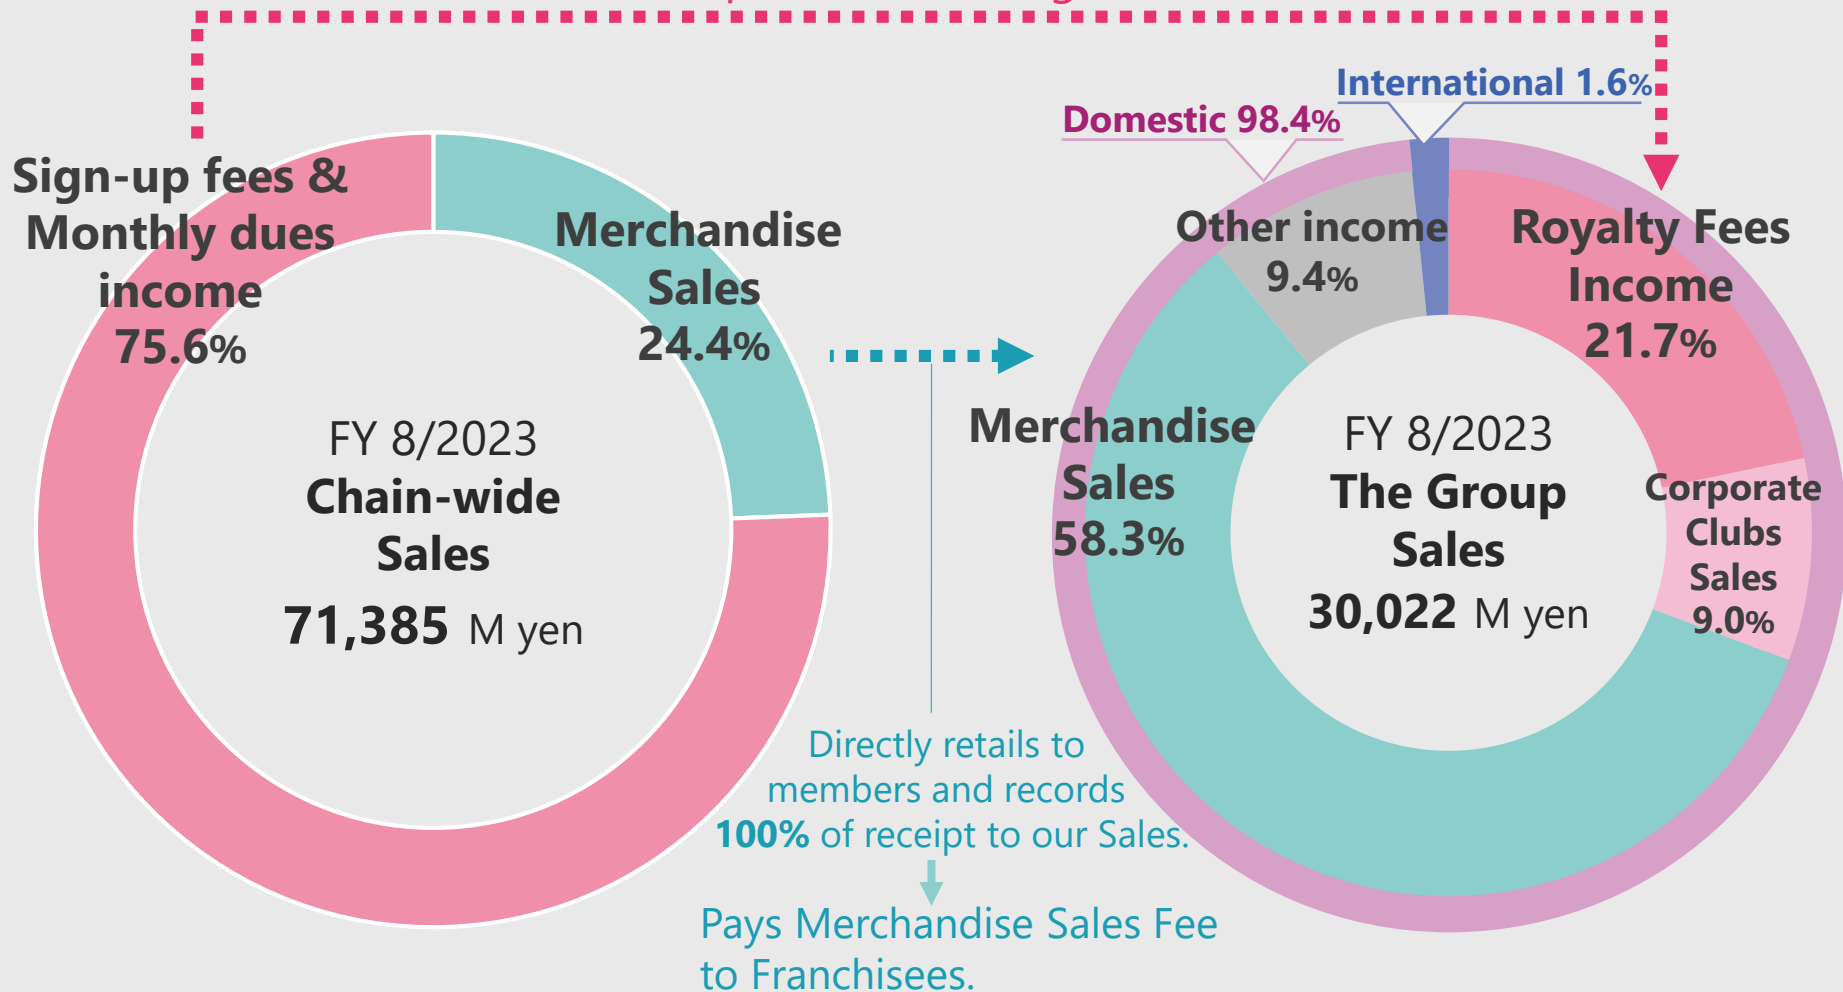 International 1.6%
Domestic 98.4%
Sign-up fees &
Monthly dues
income
75.6%
Merchandise
Sales
24.4%
FY 8/2023
Chain-wide
Sales
71,385 M yen
Other income
9.4%
Royalty Fees
Income
21.7%
Merchandise
Sales
58.3%
Corporate
Clubs
Sales
9.0%
FY 8/2023
The Group
Sales
30,022 M yen
Directly retails to
members and records
100% of receipt to our Sales.
Pays Merchandise Sales Fee
to Franchisees.